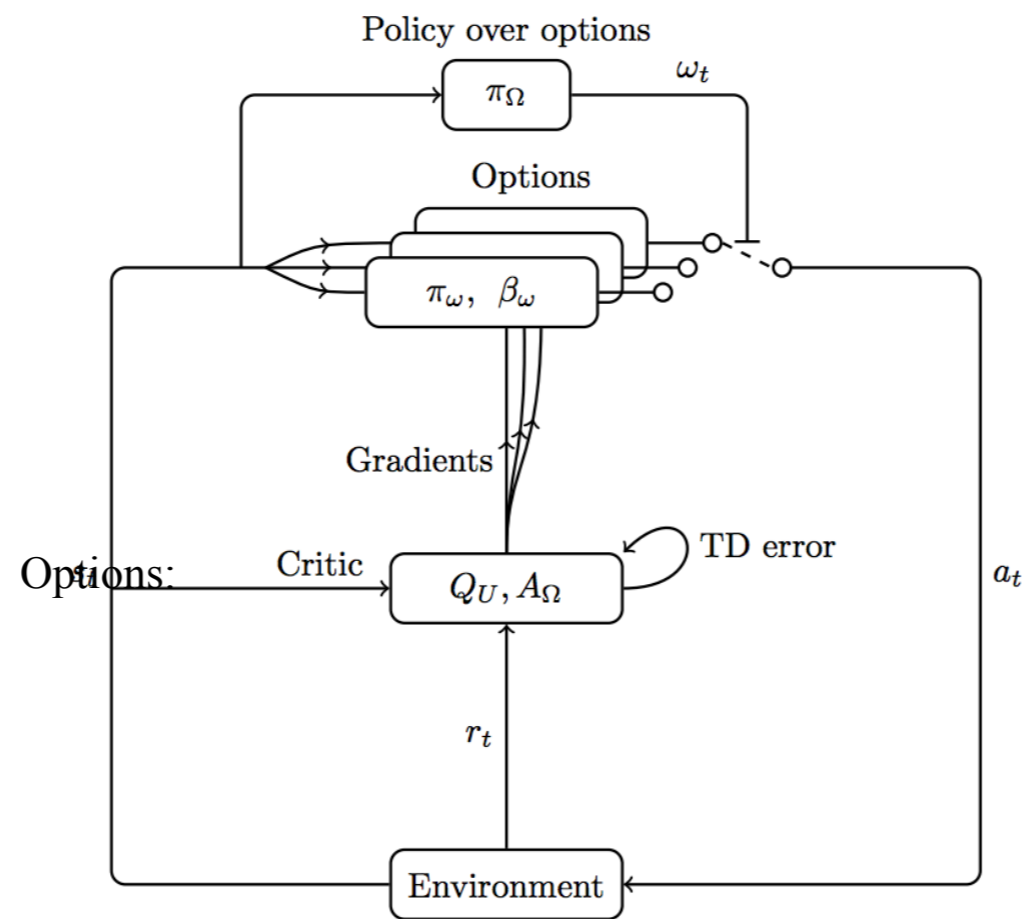 Policy over options
ω_t
π_Ω
Options
π_ω, β_ω
Gradients
Critic
TD error
Options:
Q_U, A_Ω
a_t
r_t
Environment